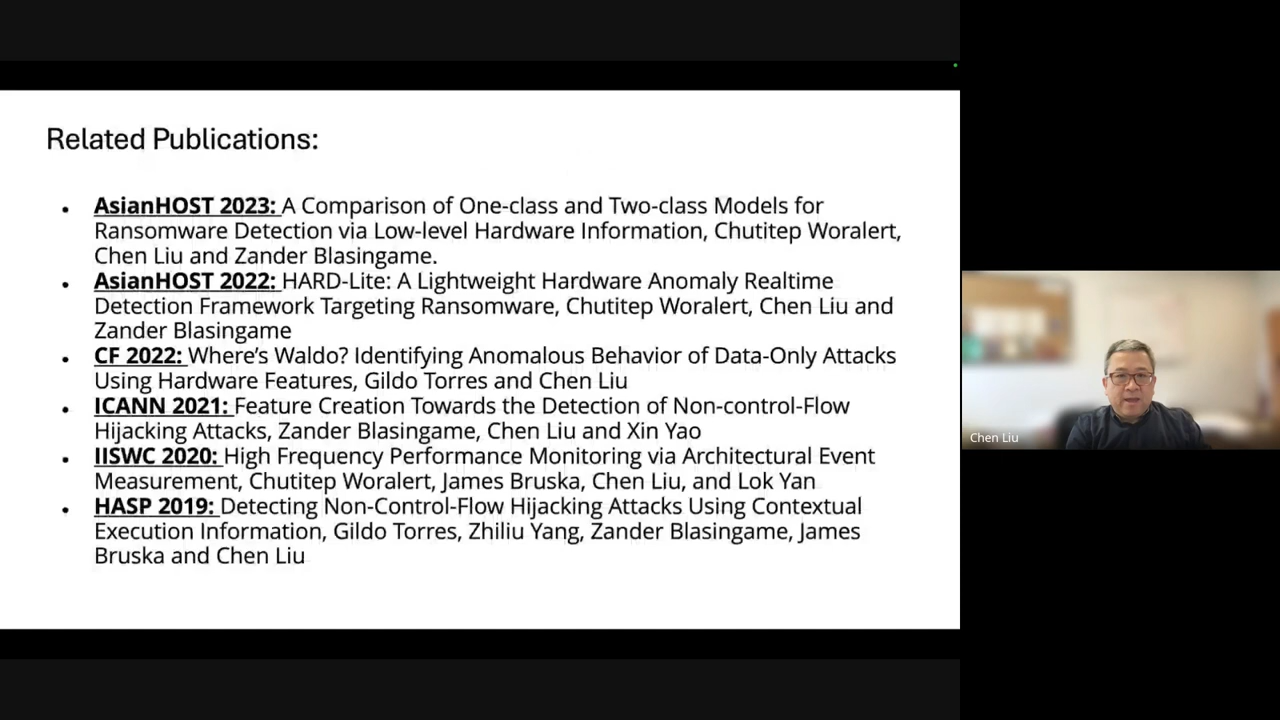 Related Publications:
• AsianHOST 2023: A Comparison of One-class and Two-class Models for
Ransomware Detection via Low-level Hardware Information, Chutitep Woralert,
Chen Liu and Zander Blasingame.
• AsianHOST 2022: HARD-Lite: A Lightweight Hardware Anomaly Realtime
Detection Framework Targeting Ransomware, Chutitep Woralert, Chen Liu and
Zander Blasingame
• CF 2022: Where’s Waldo? Identifying Anomalous Behavior of Data-Only Attacks
Using Hardware Features, Gildo Torres and Chen Liu
• ICANN 2021: Feature Creation Towards the Detection of Non-control-Flow
Hijacking Attacks, Zander Blasingame, Chen Liu and Xin Yao
• IISWC 2020: High Frequency Performance Monitoring via Architectural Event
Measurement, Chutitep Woralert, James Bruska, Chen Liu, and Lok Yan
• HASP 2019: Detecting Non-Control-Flow Hijacking Attacks Using Contextual
Execution Information, Gildo Torres, Zhiliu Yang, Zander Blasingame, James
Bruska and Chen Liu
Chen Liu